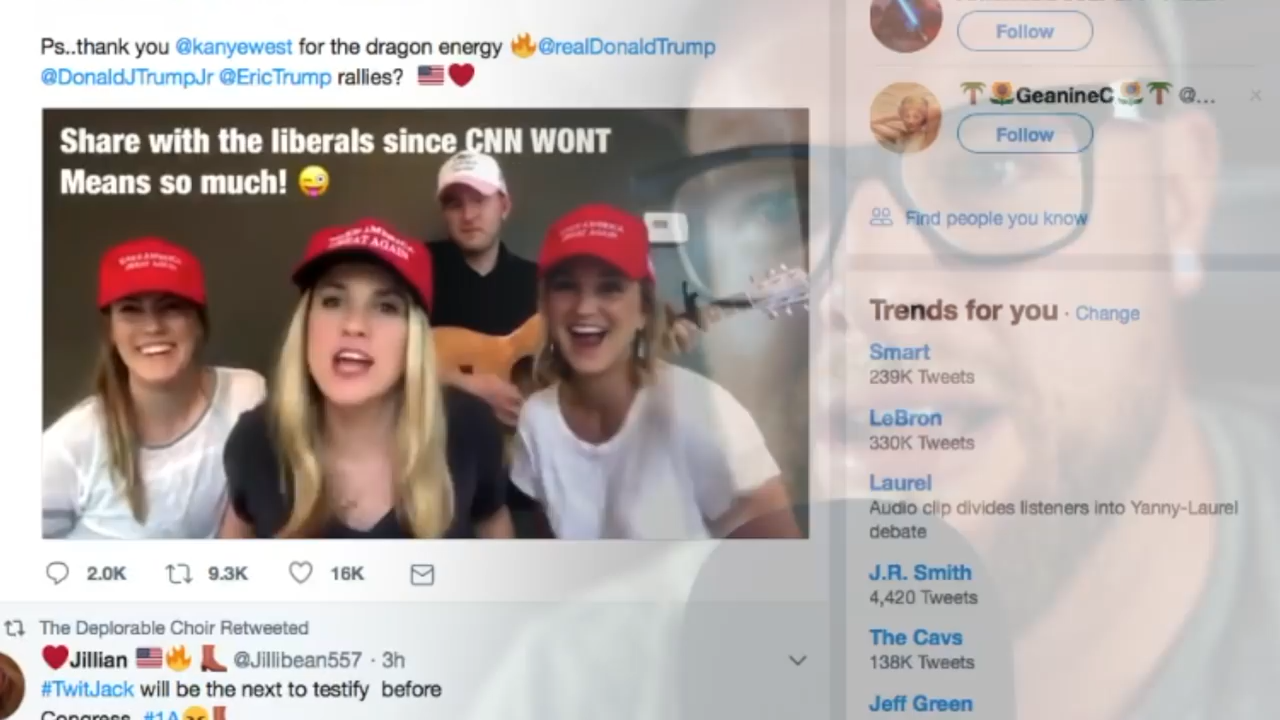 Ps..thank you @kanyewest for the dragon energy 🔥@realDonaldTrump
@DonaldJTrumpJr @EricTrump rallies? 🇺🇸❤️
Share with the liberals since CNN WONT
Means so much! 😜
GREAT AGAIN
2.0K 9.3K 16K
The Deplorable Choir Retweeted
❤️Jillian 🇺🇸🔥👢 @Jillibean557 · 3h
#TwitJack will be the next to testify before
Congress. #1A
Follow
🌴🌻GeanineC🌻🌴 @...
Follow
Find people you know
Trends for you · Change
Smart
239K Tweets
LeBron
330K Tweets
Laurel
Audio clip divides listeners into Yanny-Laurel
debate
J.R. Smith
4,420 Tweets
The Cavs
138K Tweets
Jeff Green